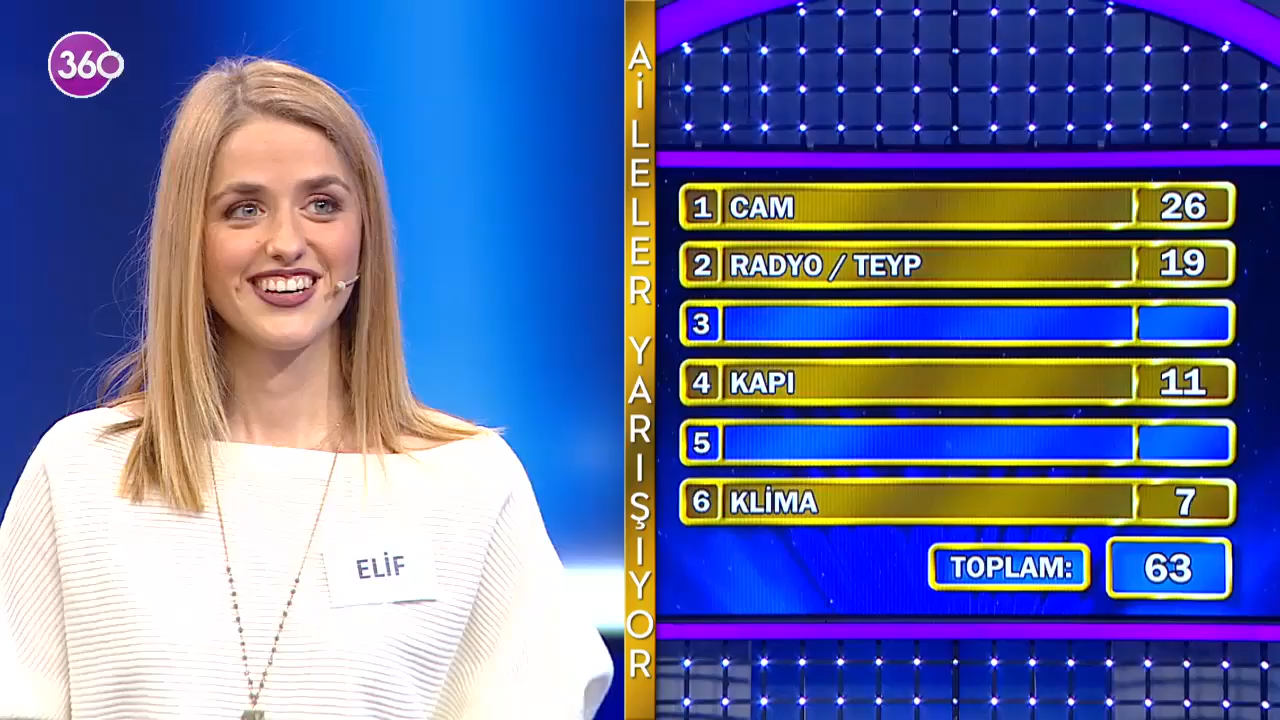 360
ELİF
AİLELER YARIŞIYOR
1 CAM 26
2 RADYO / TEYP 19
3
4 KAPI 11
5
6 KLİMA 7
TOPLAM: 63